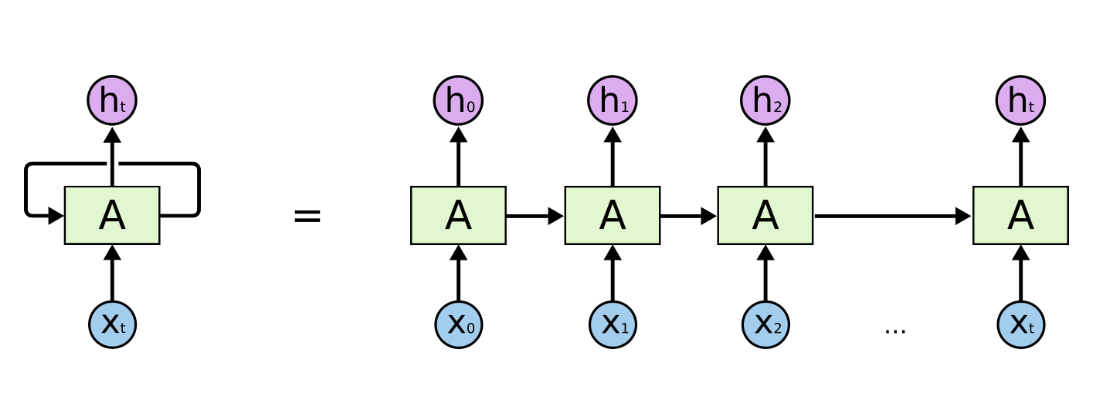 ht h0 h1 h2 ht
A = A A A A
xt x0 x1 x2 ... xt